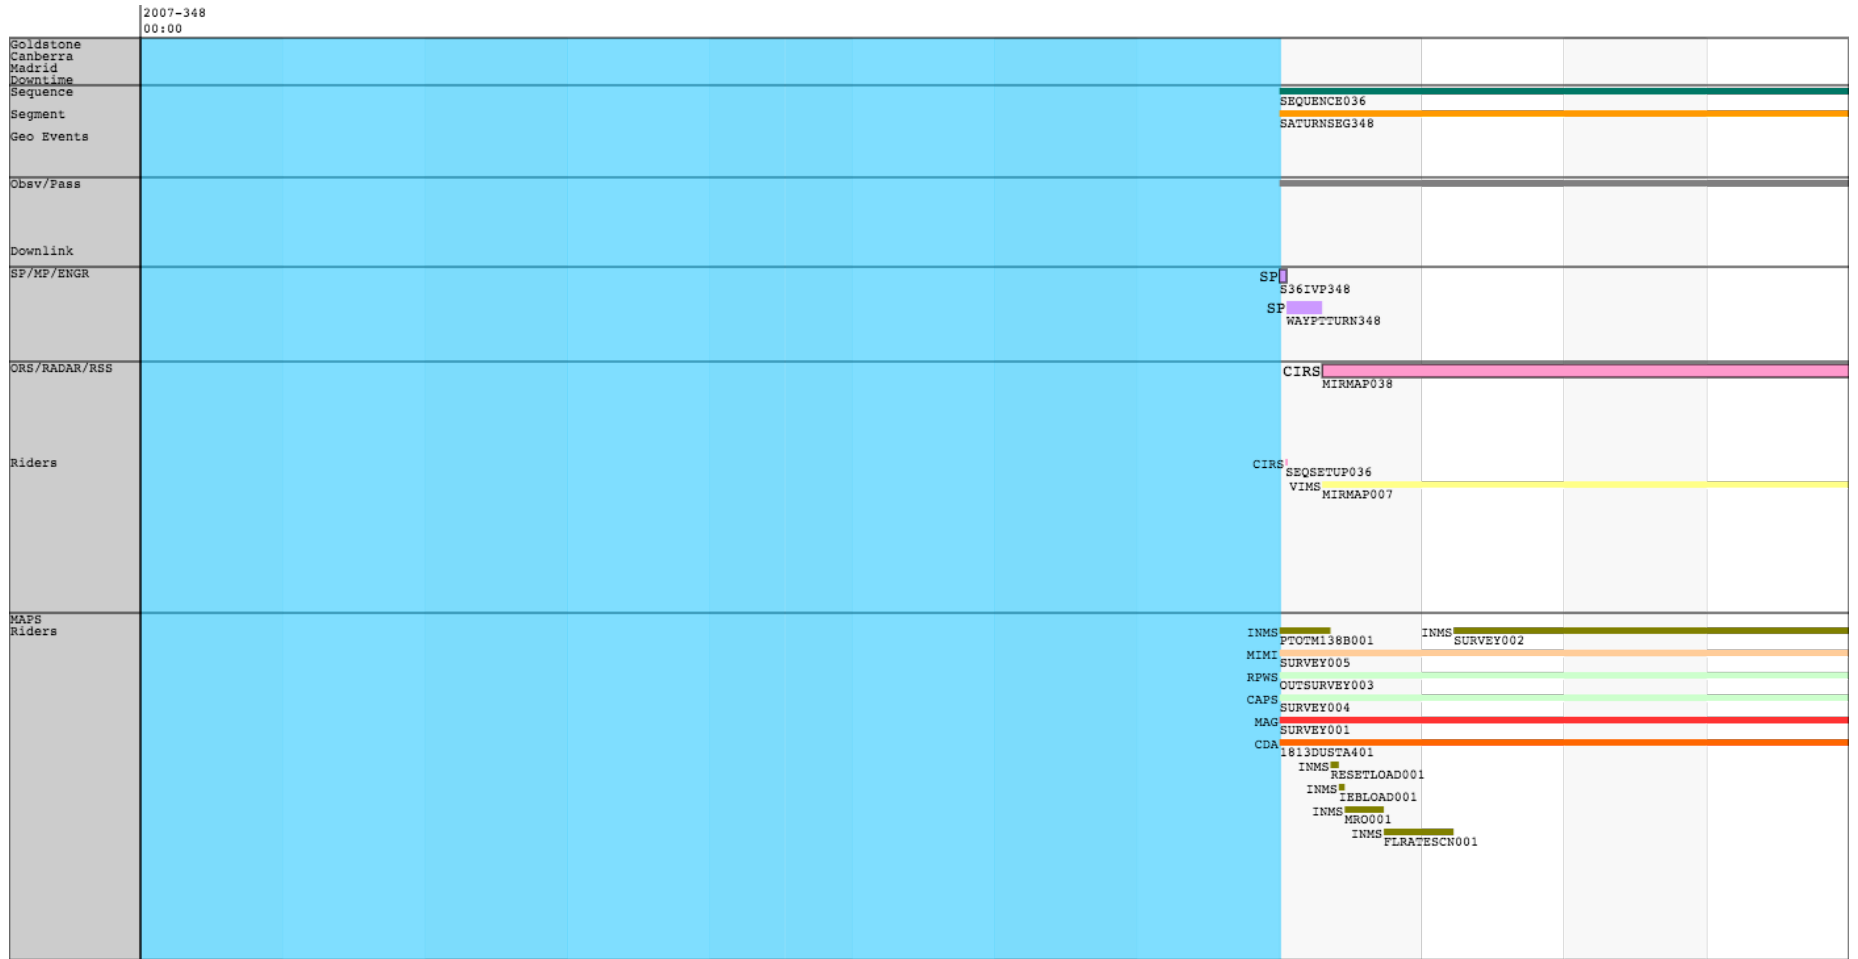 2007-348
00:00
Goldstone
Canberra
Madrid
Downtime
Sequence
SEQUENCE036
Segment
SATURNSEG348
Geo Events
Obsv/Pass
Downlink
SP/MP/ENGR
SP
S36IVP348
SP
WAYPTTURN348
ORS/RADAR/RSS
CIRS
MIRMAP038
Riders
CIRS
SEQSETUP036
VIMS
MIRMAP007
MAPS
Riders
INMS
PTOTM138B001
INMS
SURVEY002
MIMI
SURVEY005
RPWS
OUTSURVEY003
CAPS
SURVEY004
MAG
SURVEY001
CDA
1813DUSTA401
INMS
RESETLOAD001
INMS
IEBLOAD001
INMS
MRO001
INMS
FLRATESCN001